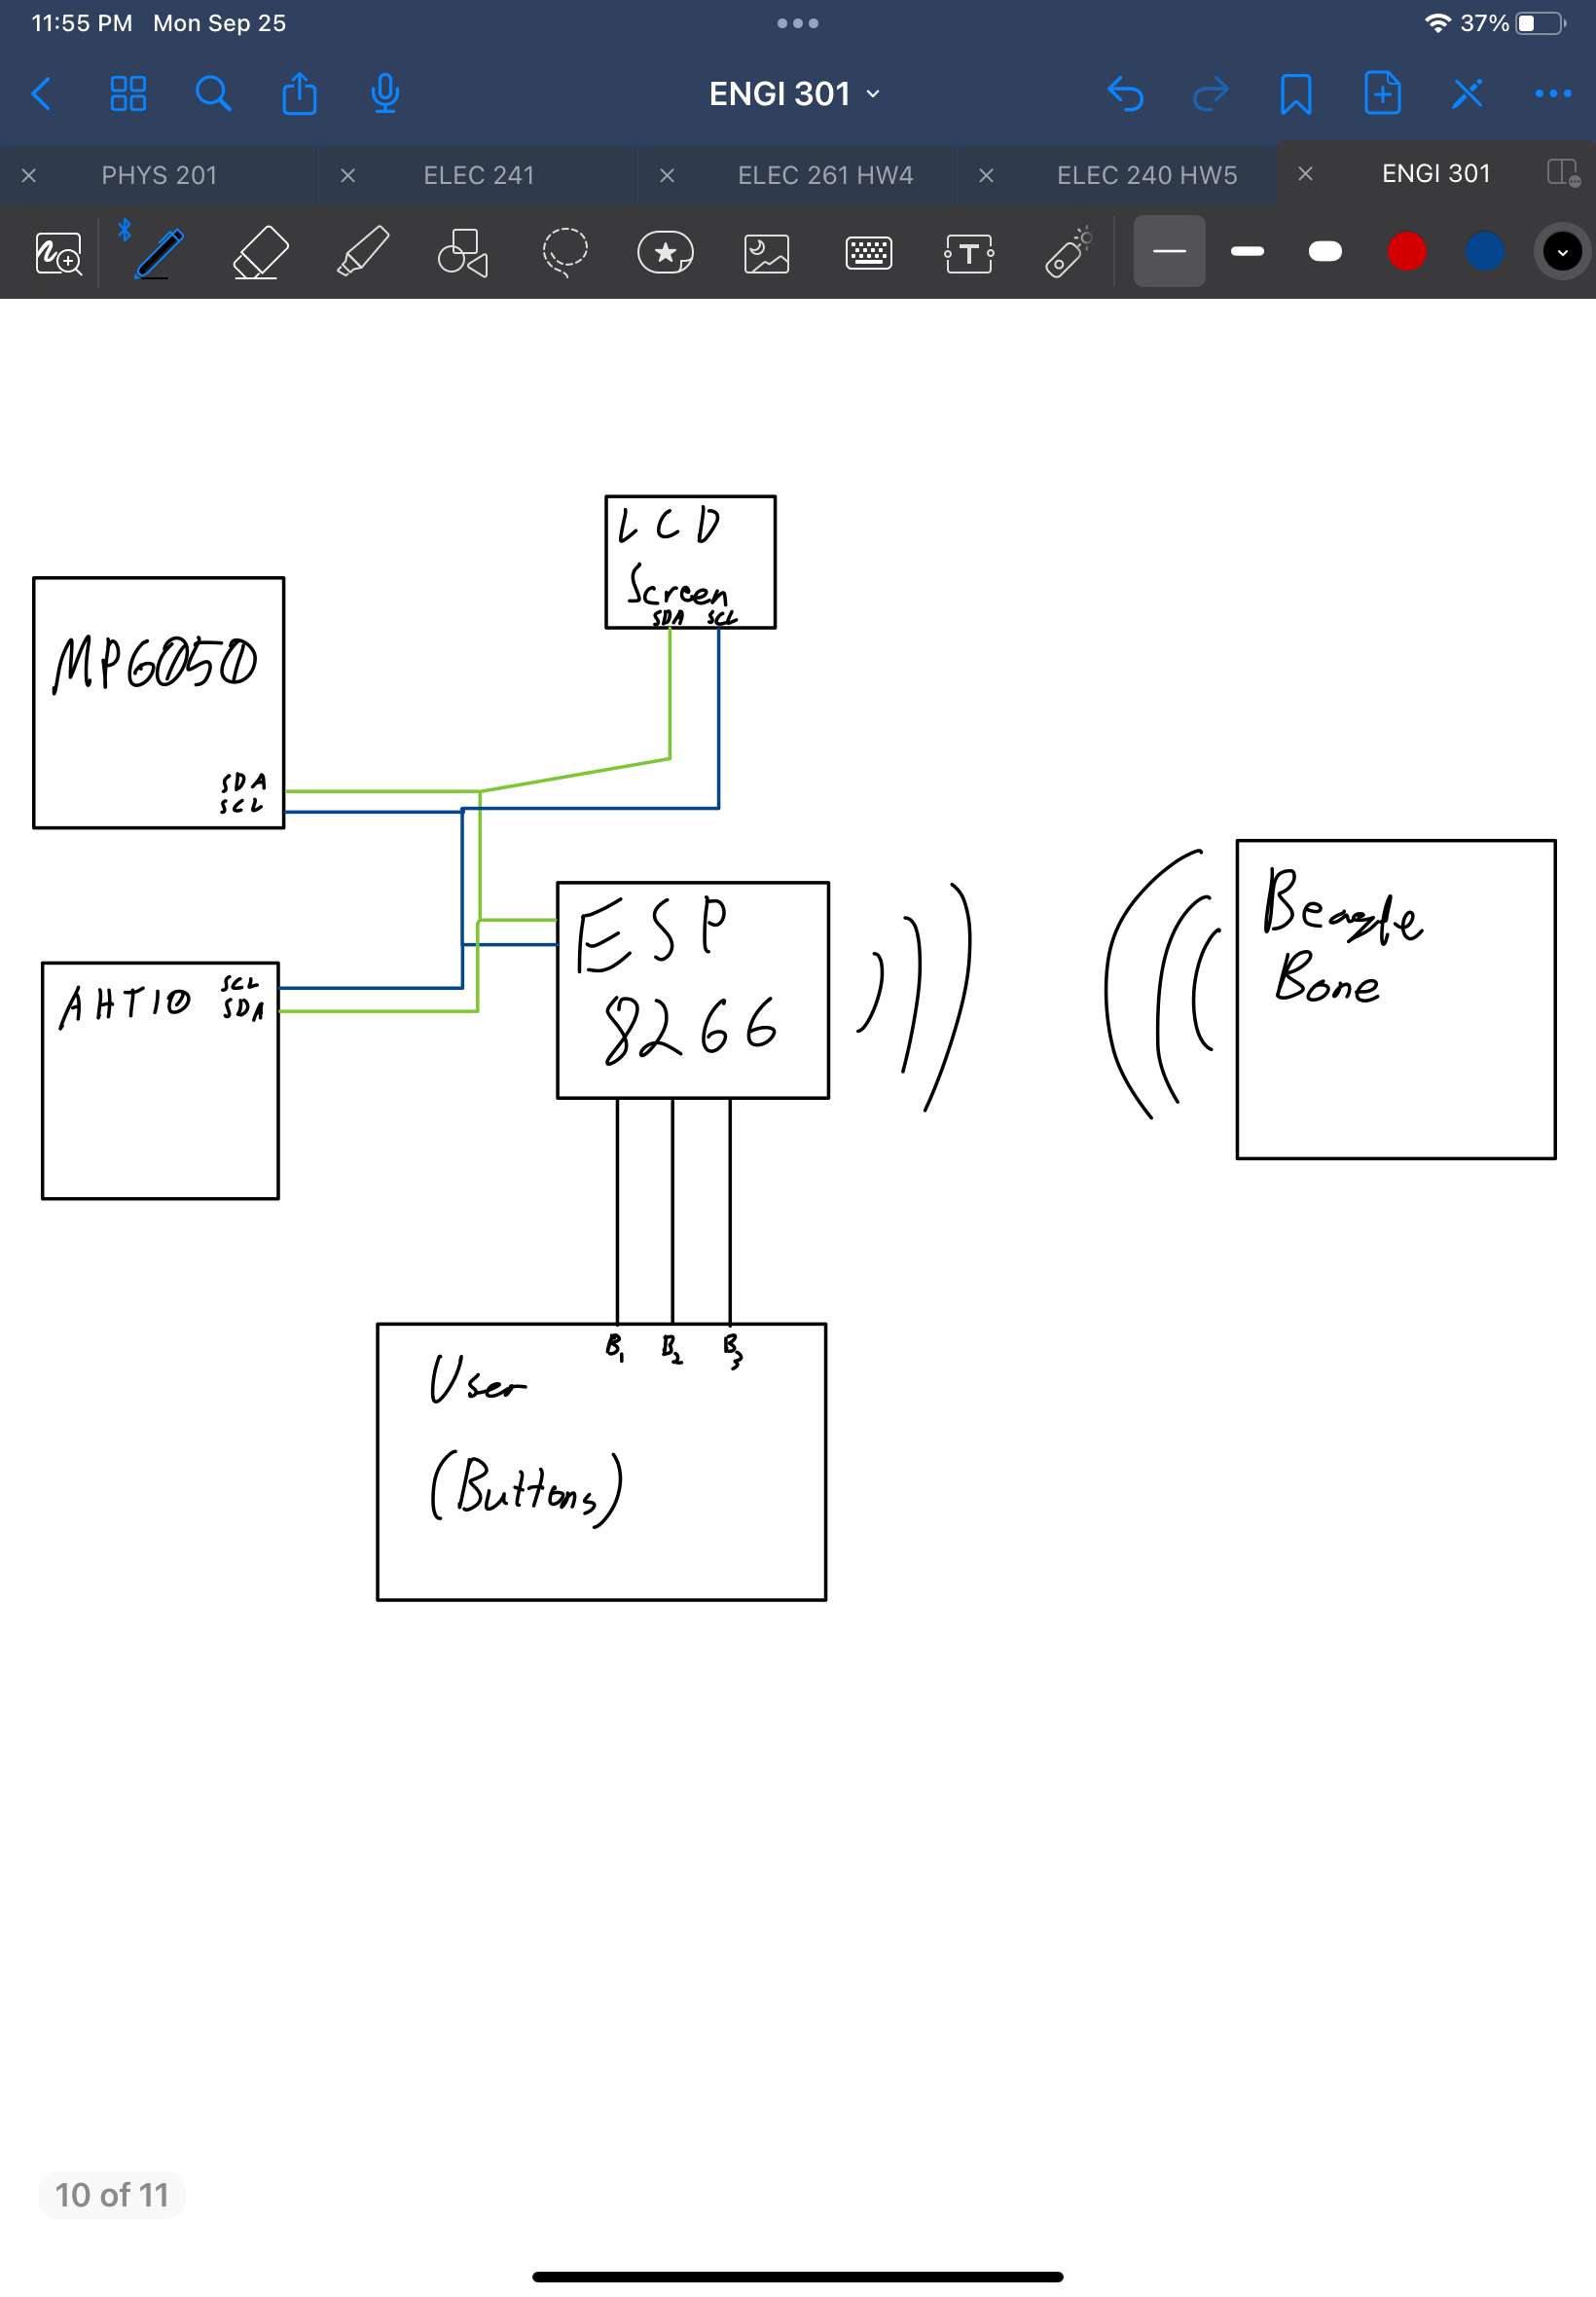 11:55 PM Mon Sep 25
37%
ENGI 301
PHYS 201
ELEC 241
ELEC 261 HW4
ELEC 240 HW5
ENGI 301
T
LCD
Screen
SDA SCL
MP6050
SDA
SCL
ESP
8266
Beagle
Bone
AHT10 SCL
SDA
B1 B2 B3
User
(Buttons)
10 of 11